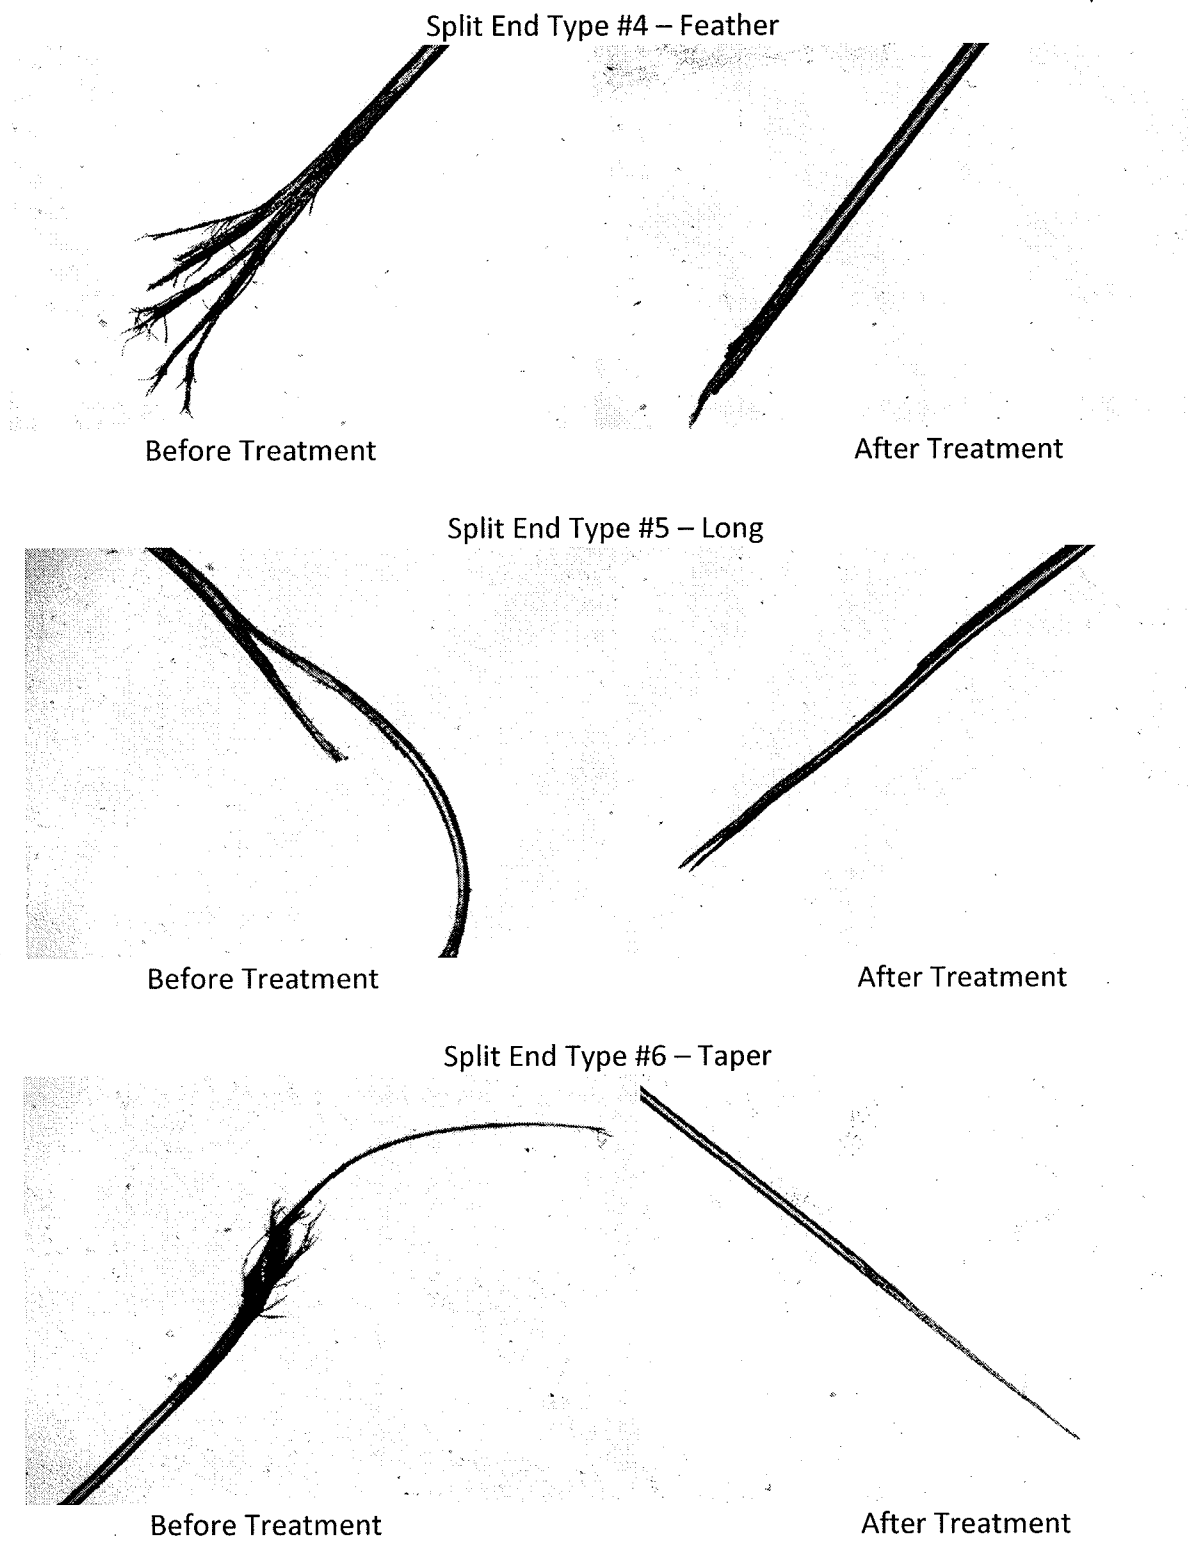 Split End Type #4 – Feather
Before Treatment
After Treatment
Split End Type #5 – Long
Before Treatment
After Treatment
Split End Type #6 – Taper
Before Treatment
After Treatment